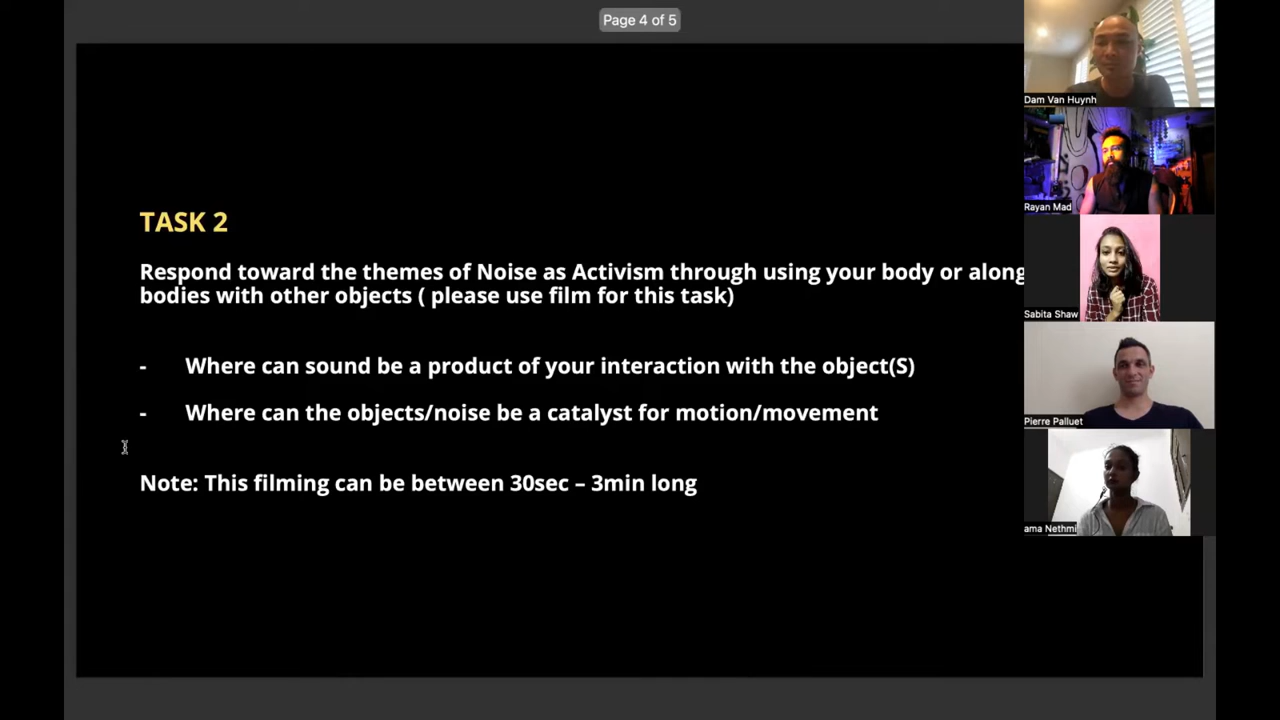 Page 4 of 5
TASK 2
Respond toward the themes of Noise as Activism through using your body or along
bodies with other objects ( please use film for this task)
- Where can sound be a product of your interaction with the object(S)
- Where can the objects/noise be a catalyst for motion/movement
Note: This filming can be between 30sec – 3min long
Dam Van Huynh
Rayan Mad
Sabita Shaw
Pierre Palluet
ama Nethmi